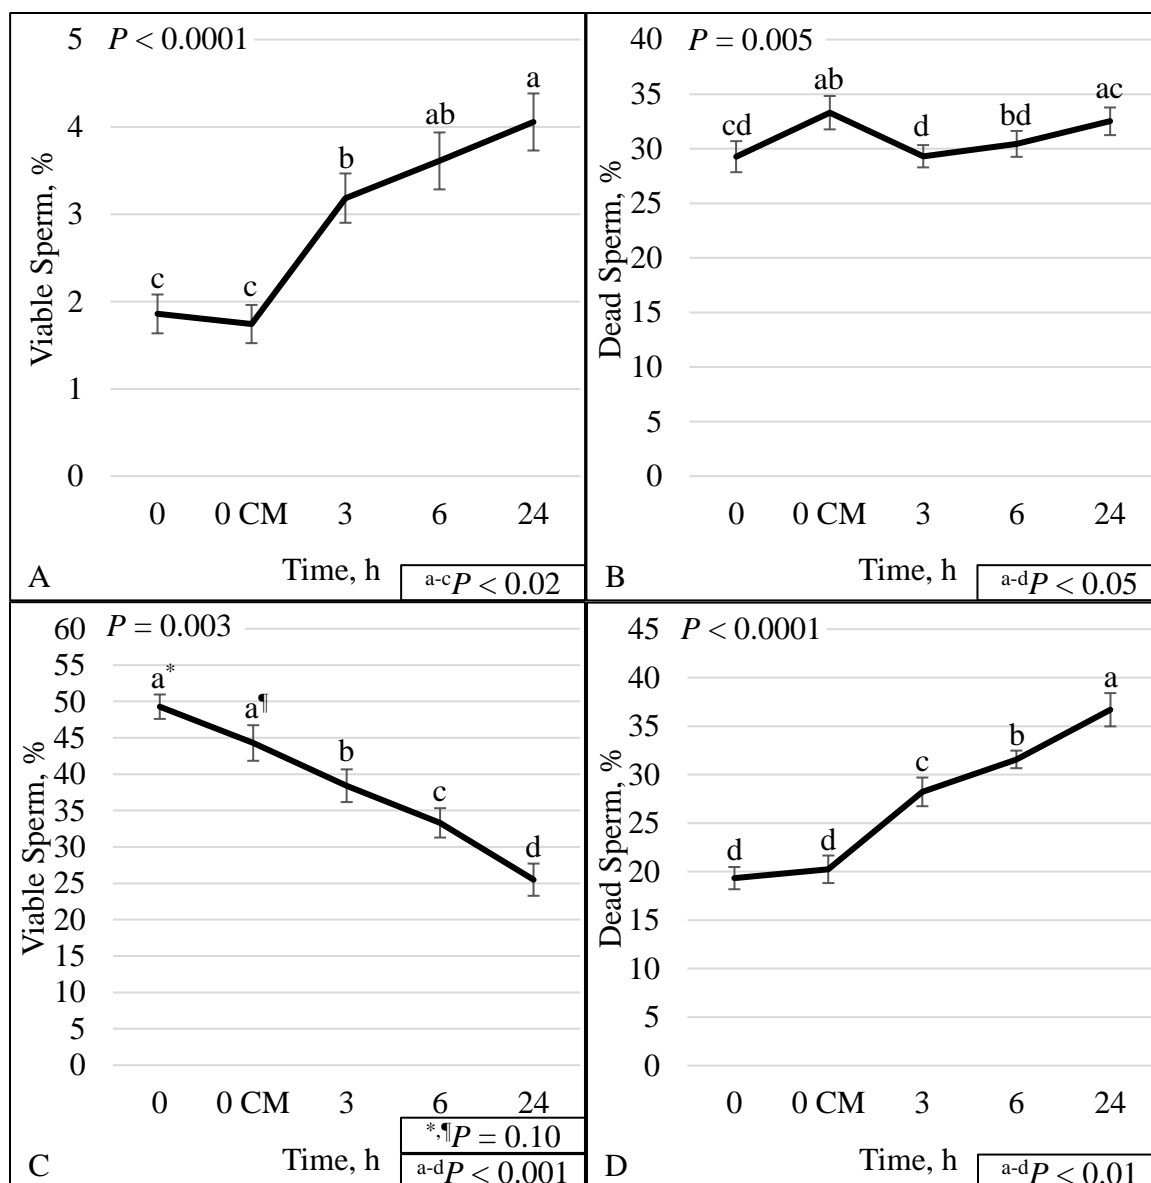 P < 0.0001
5
4
3
2
1
0
Viable Sperm, %
c
c
b
ab
a
0
0 CM
3
6
24
Time, h
A
a-cP < 0.02
P = 0.005
40
35
30
25
20
15
10
5
0
Dead Sperm, %
cd
ab
d
bd
ac
0
0 CM
3
6
24
Time, h
B
a-dP < 0.05
P = 0.003
60
55
50
45
40
35
30
25
20
15
10
5
0
Viable Sperm, %
a*
a¶
b
c
d
0
0 CM
3
6
24
Time, h
C
*,¶P = 0.10
a-dP < 0.001
P < 0.0001
45
40
35
30
25
20
15
10
5
0
Dead Sperm, %
d
d
c
b
a
0
0 CM
3
6
24
Time, h
D
a-dP < 0.01